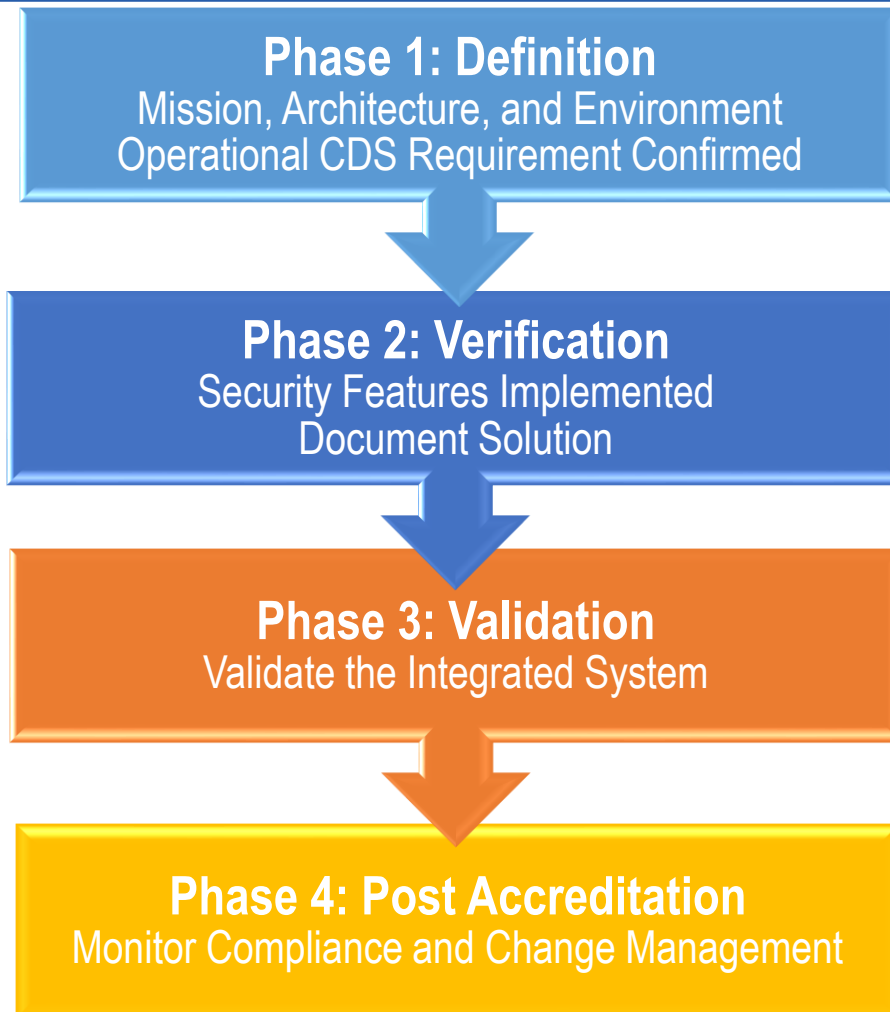 Phase 1: Definition
Mission, Architecture, and Environment
Operational CDS Requirement Confirmed
Phase 2: Verification
Security Features Implemented
Document Solution
Phase 3: Validation
Validate the Integrated System
Phase 4: Post Accreditation
Monitor Compliance and Change Management